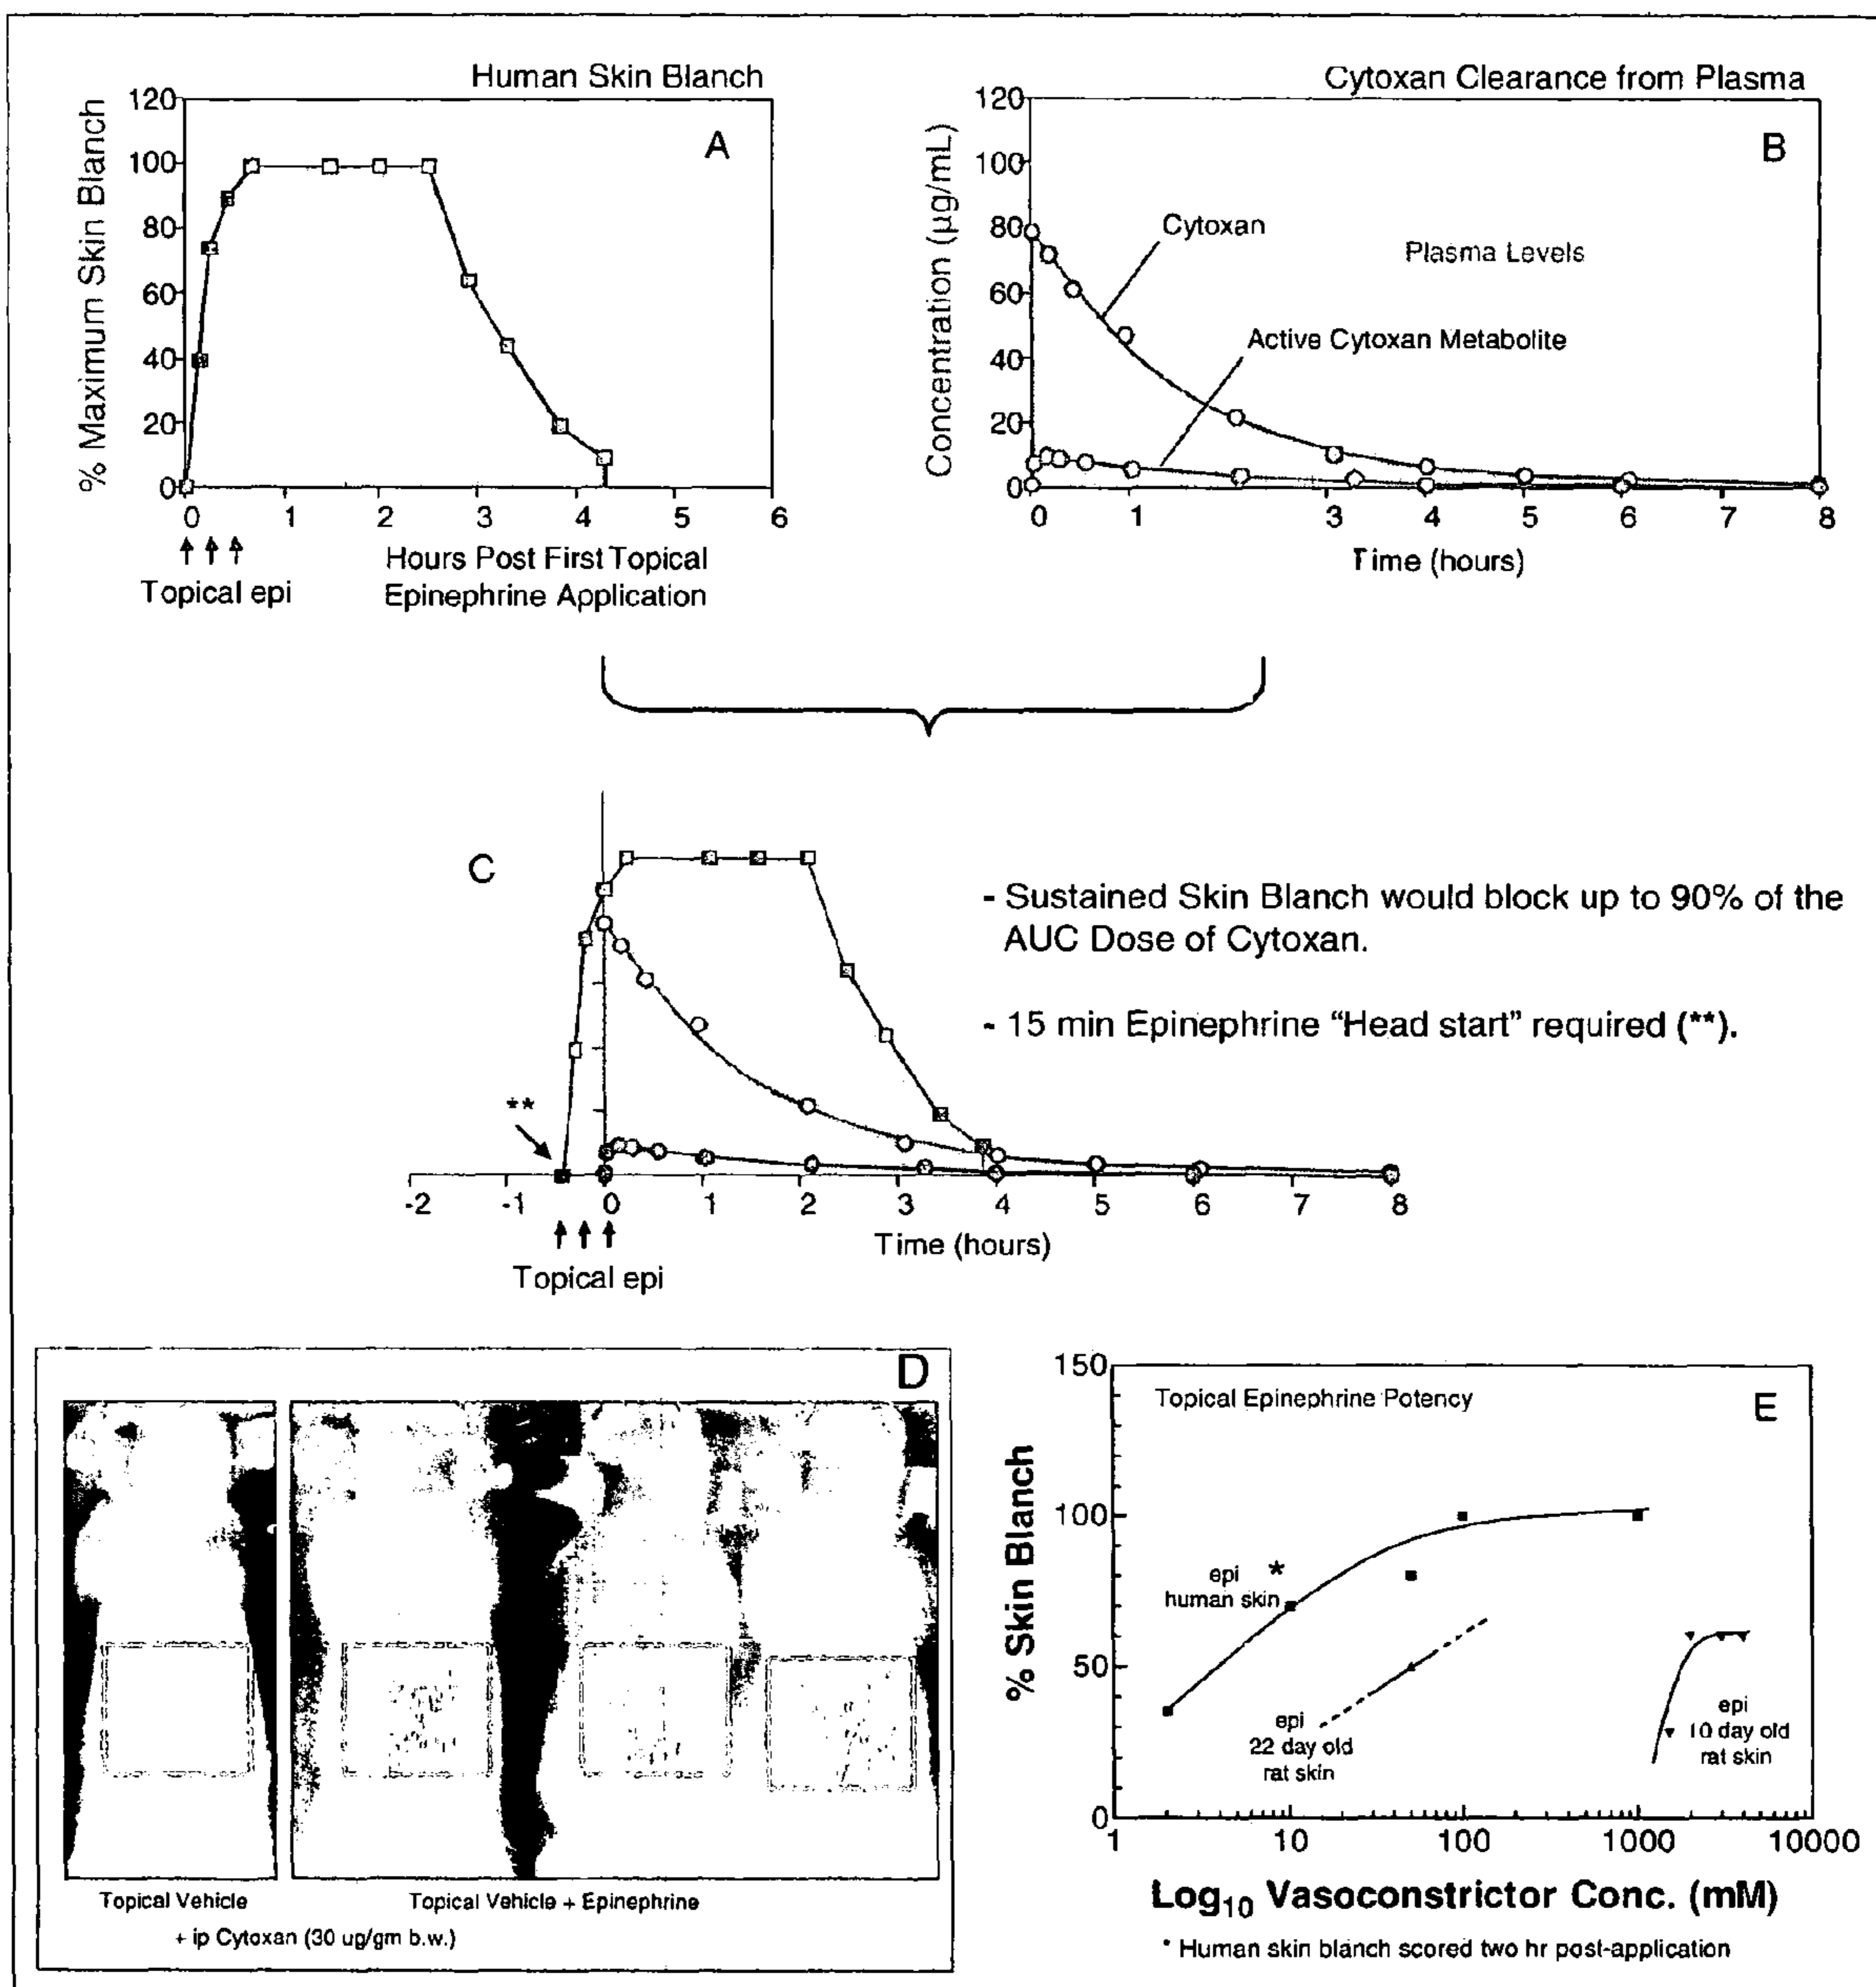 Human Skin Blanch
A
% Maximum Skin Blanch
120
100
80
60
40
20
0
0 1 2 3 4 5 6
Topical epi
Hours Post First Topical
Epinephrine Application
Cytoxan Clearance from Plasma
B
Concentration (µg/mL)
120
100
80
60
40
20
0
Cytoxan
Plasma Levels
Active Cytoxan Metabolite
0 1 3 4 5 6 7 8
Time (hours)
C
**
-2 -1 0 1 2 3 4 5 6 7 8
Time (hours)
Topical epi
- Sustained Skin Blanch would block up to 90% of the
AUC Dose of Cytoxan.
- 15 min Epinephrine “Head start” required (**).
D
Topical Vehicle
Topical Vehicle + Epinephrine
+ ip Cytoxan (30 ug/gm b.w.)
E
Topical Epinephrine Potency
% Skin Blanch
150
100
50
0
epi *
human skin
epi
22 day old
rat skin
epi
10 day old
rat skin
1 10 100 1000 10000
Log10 Vasoconstrictor Conc. (mM)
* Human skin blanch scored two hr post-application